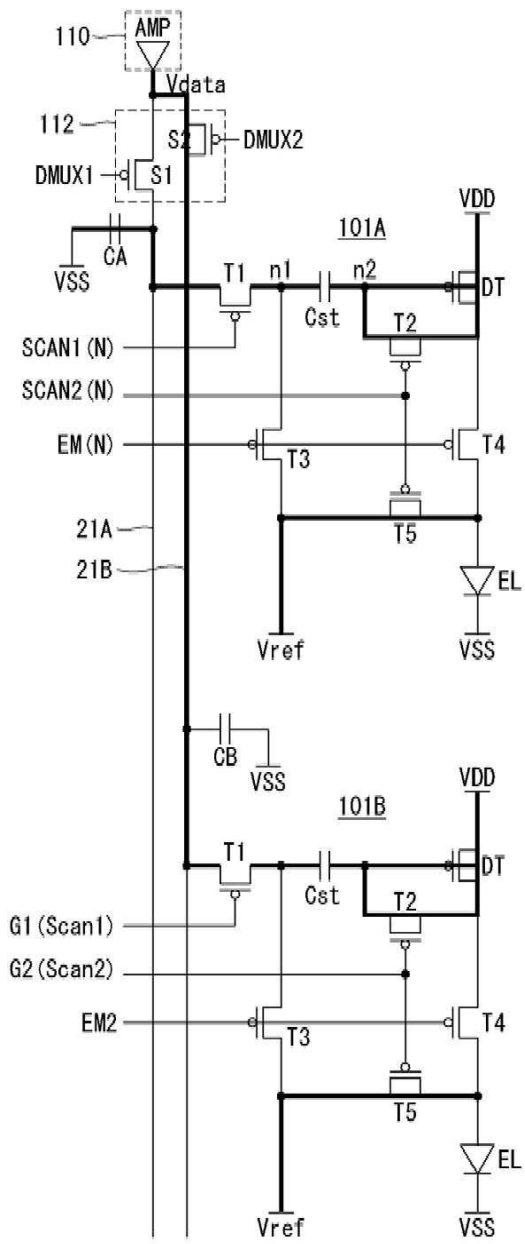 110
AMP
Vdata
112
S2
DMUX2
DMUX1
S1
VDD
CA
101A
VSS
T1
n1
n2
DT
Cst
T2
SCAN1(N)
SCAN2(N)
EM(N)
T3
T4
T5
21A
21B
EL
Vref
VSS
CB
VSS
VDD
101B
T1
DT
Cst
T2
G1(Scan1)
G2(Scan2)
EM2
T3
T4
T5
EL
Vref
VSS